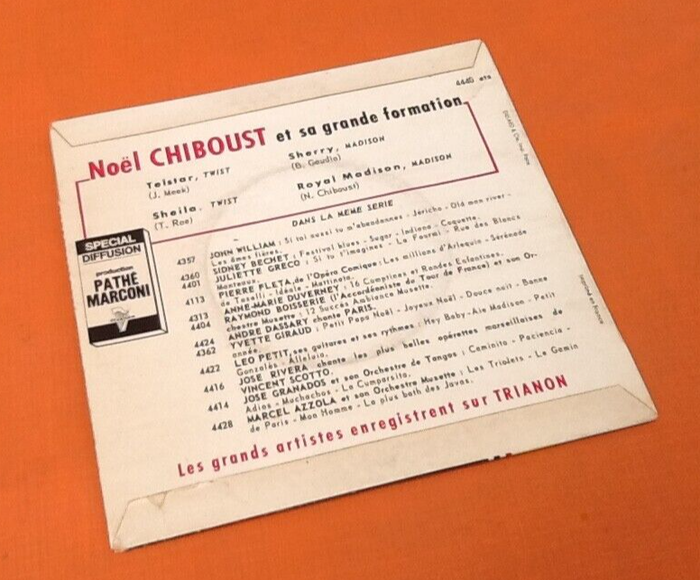 4440 ets
Noël CHIBOUST et sa grande formation
Telstar, TWIST
(J. Meek)
Sherry, MADISON
(B. Gaudio)
Sheila, TWIST
(T. Roe)
Royal Madison, MADISON
(N. Chiboust)
DANS LA MEME SERIE
SPECIAL
DIFFUSION
production
PATHÉ
MARCONI
4357 JOHN WILLIAM : Si toi aussi tu m'abandonnes - Jéricho - Old man river -
Les âmes fières.
4360 SIDNEY BECHET : Festival blues - Sugar - Indiana - Coquette.
4401 JULIETTE GRECO : Si tu t'imagines - La Fourmi - Rue des Blancs
Manteaux
4113 PIERRE FLETA, de l'Opéro Comique : Les millions d'Arlequin - Sérénade
de Toselli - Idéale - Martinata.
4313 ANNE-MARIE DUVERNEY : 16 Comptines et Rondes Enfantines.
4404 RAYMOND BOISSERIE (l'Accordéoniste du Tour de France) et son Or-
chestre Musette : 12 Succès Ambiance Musette.
4424 ANDRE DASSARY chante PARIS.
4362 YVETTE GIRAUD : Petit Papa Noël - Joyeux Noël - Douce nuit - Bonne
année.
4422 LEO PETIT, ses guitares et ses rythmes : Hey Baby - Aie Madison - Petit
Gonzalès - Alleluia.
4416 JOSE RIVERA chante les plus belles opérettes marseillaises de
VINCENT SCOTTO.
4414 JOSE GRANADOS et son Orchestre de Tangos : Caminito - Paciencia -
Adios - Muchachos - La Cumparsita.
4428 MARCEL AZZOLA et son Orchestre Musette : Les Triolets - Le Gamin
de Paris - Mon Homme - La plus bath des Javas.
Les grands artistes enregistrent sur TRIANON